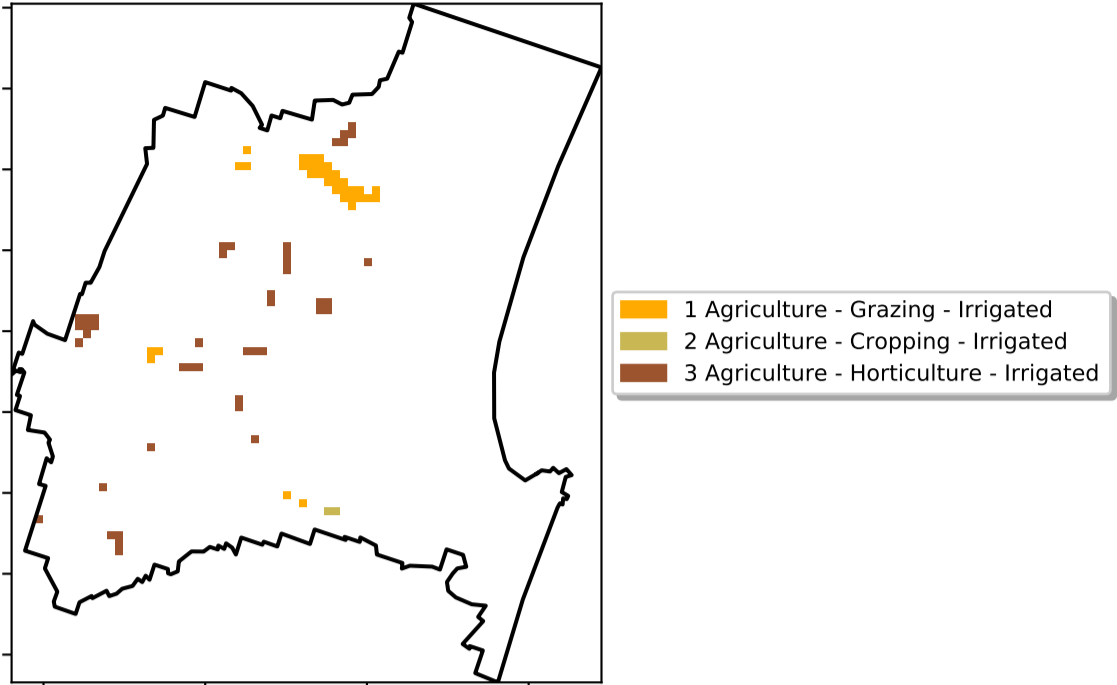 1 Agriculture - Grazing - Irrigated
2 Agriculture - Cropping - Irrigated
3 Agriculture - Horticulture - Irrigated